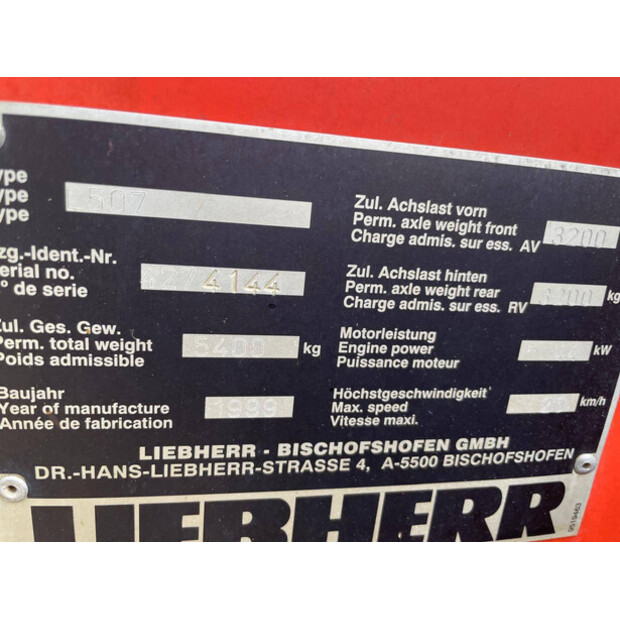 ype
ype 507
ype
zg.-Ident.-Nr.
erial no. 4144
° de serie
Zul. Ges. Gew.
Perm. total weight 5400 kg
Poids admissible
Baujahr
Year of manufacture 1999
Année de fabrication
Zul. Achslast vorn
Perm. axle weight front 3200
Charge admis. sur ess. AV
Zul. Achslast hinten
Perm. axle weight rear 3200 kg
Charge admis. sur ess. RV
Motorleistung
Engine power kW
Puissance moteur
Höchstgeschwindigkeit
Max. speed km/h
Vitesse maxi.
LIEBHERR - BISCHOFSHOFEN GMBH
DR.-HANS-LIEBHERR-STRASSE 4, A-5500 BISCHOFSHOFEN
LIEBHERR